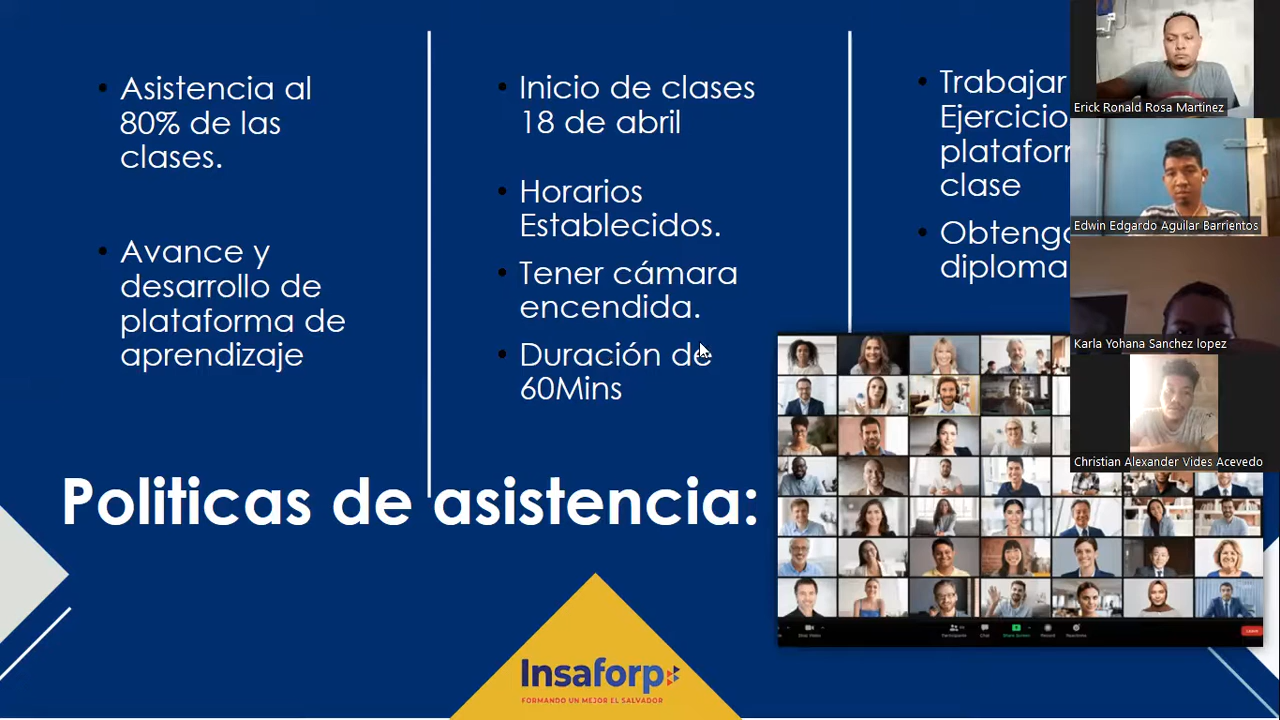 • Asistencia al
80% de las
clases.
• Avance y
desarrollo de
plataforma de
aprendizaje
• Inicio de clases
18 de abril
• Horarios
Establecidos.
• Tener cámara
encendida.
• Duración de
60Mins
• Trabajar
Ejercicio
platafor
clase
• Obtenga
diploma
Politicas de asistencia:
Insaforp
FORMANDO UN MEJOR EL SALVADOR
Erick Ronald Rosa Martínez
Edwin Edgardo Aguilar Barrientos
Karla Yohana Sanchez lopez
Christian Alexander Vides Acevedo